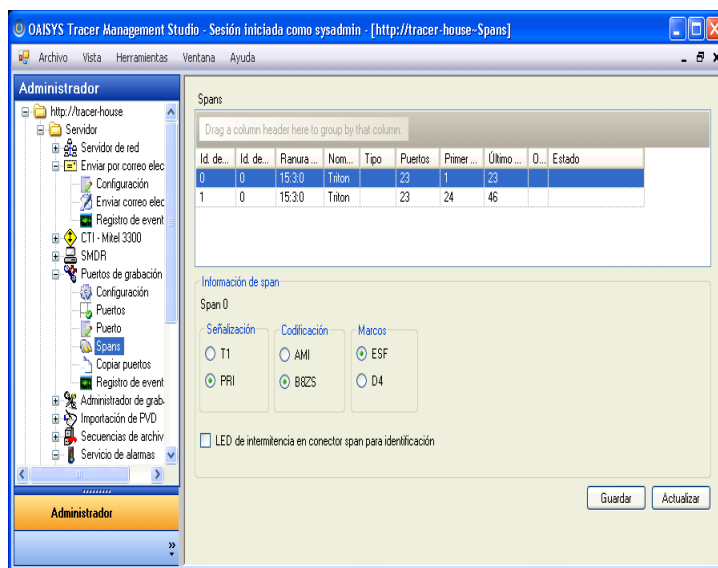 OAISYS Tracer Management Studio - Sesión iniciada como sysadmin - [http://tracer-house~Spans]
Archivo Vista Herramientas Ventana Ayuda
Administrador
http://tracer-house
Servidor
Servidor de red
Enviar por correo elec
Configuración
Enviar correo elec
Registro de event
CTI - Mitel 3300
SMDR
Puertos de grabación
Configuración
Puertos
Puerto
Spans
Copiar puertos
Registro de event
Administrador de grab
Importación de PVD
Secuencias de archiv
Servicio de alarmas
Administrador
Spans
Drag a column header here to group by that column.
Id. de... Id. de... Ranura ... Nom... Tipo Puertos Primer ... Último ... O... Estado
0 0 15:3:0 Triton 23 1 23
1 0 15:3:0 Triton 23 24 46
Información de span
Span 0
Señalización Codificación Marcos
T1 AMI ESF
PRI B8ZS D4
LED de intermitencia en conector span para identificación
Guardar Actualizar